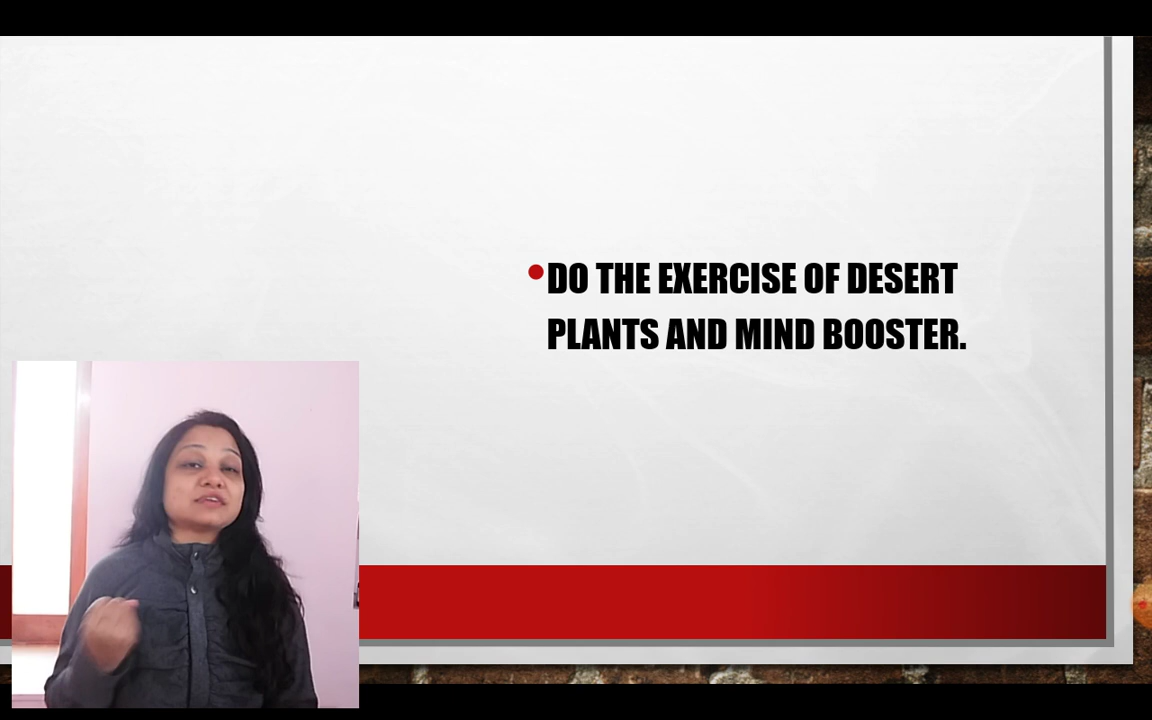 DO THE EXERCISE OF DESERT
PLANTS AND MIND BOOSTER.